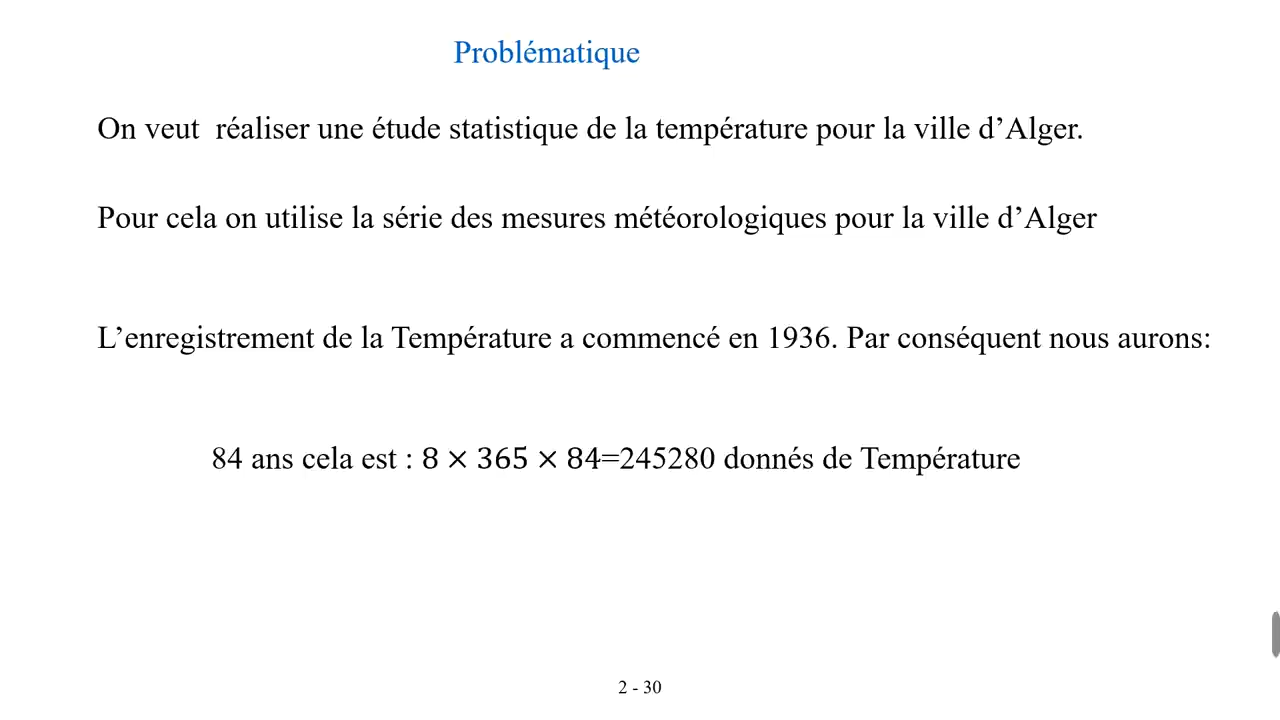 Problématique
On veut  réaliser une étude statistique de la température pour la ville d’Alger.
Pour cela on utilise la série des mesures météorologiques pour la ville d’Alger
L’enregistrement de la Température a commencé en 1936. Par conséquent nous aurons:
84 ans cela est : 8 × 365 × 84=245280 donnés de Température
2 - 30